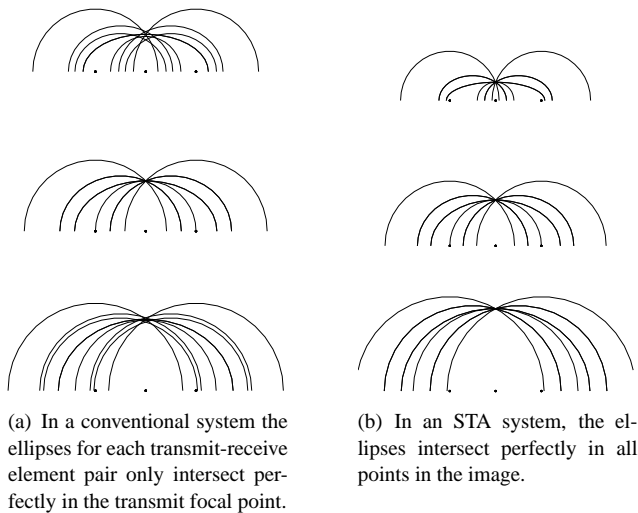 (a) In a conventional system the
ellipses for each transmit-receive
element pair only intersect per-
fectly in the transmit focal point.
(b) In an STA system, the el-
lipses intersect perfectly in all
points in the image.